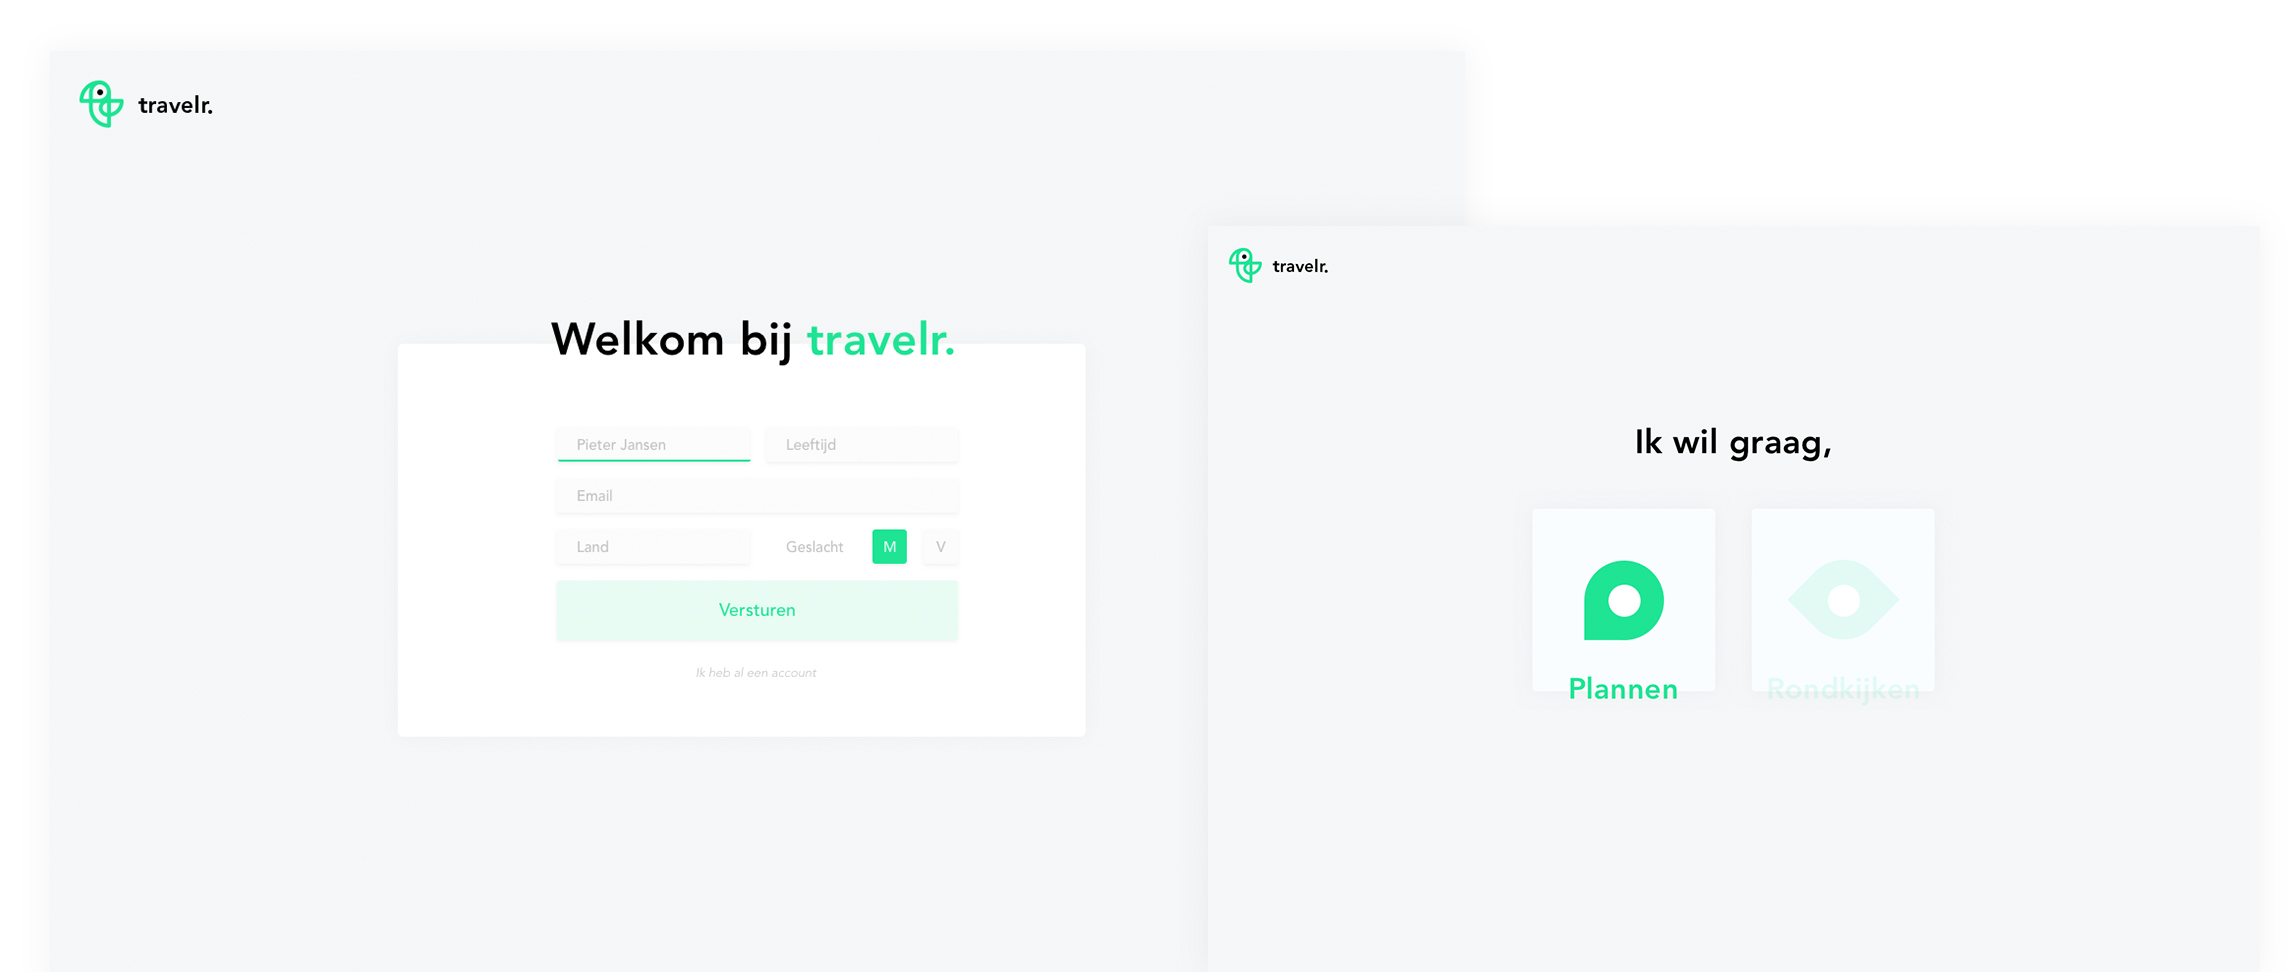 travelr.
Welkom bij travelr.
Pieter Jansen Leeftijd
Email
Land Geslacht M V
Versturen
Ik heb al een account
travelr.
Ik wil graag,
Plannen Rondkijken